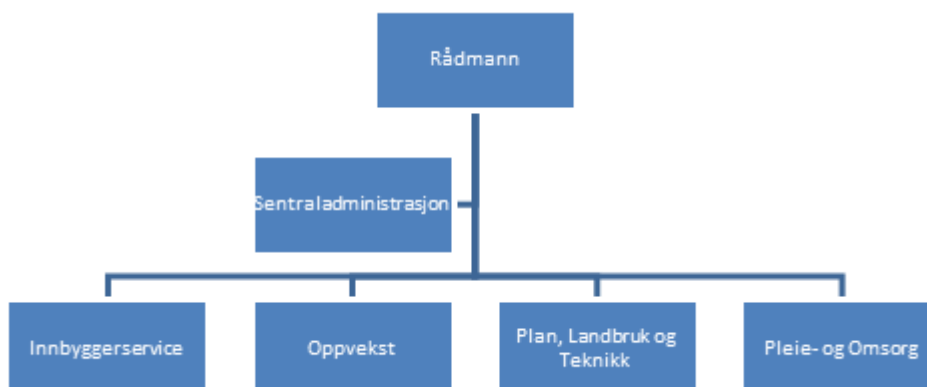 Rådmann
Sentraladministrasjon
Innbyggerservice
Oppvekst
Plan, Landbruk og
Teknikk
Pleie- og Omsorg